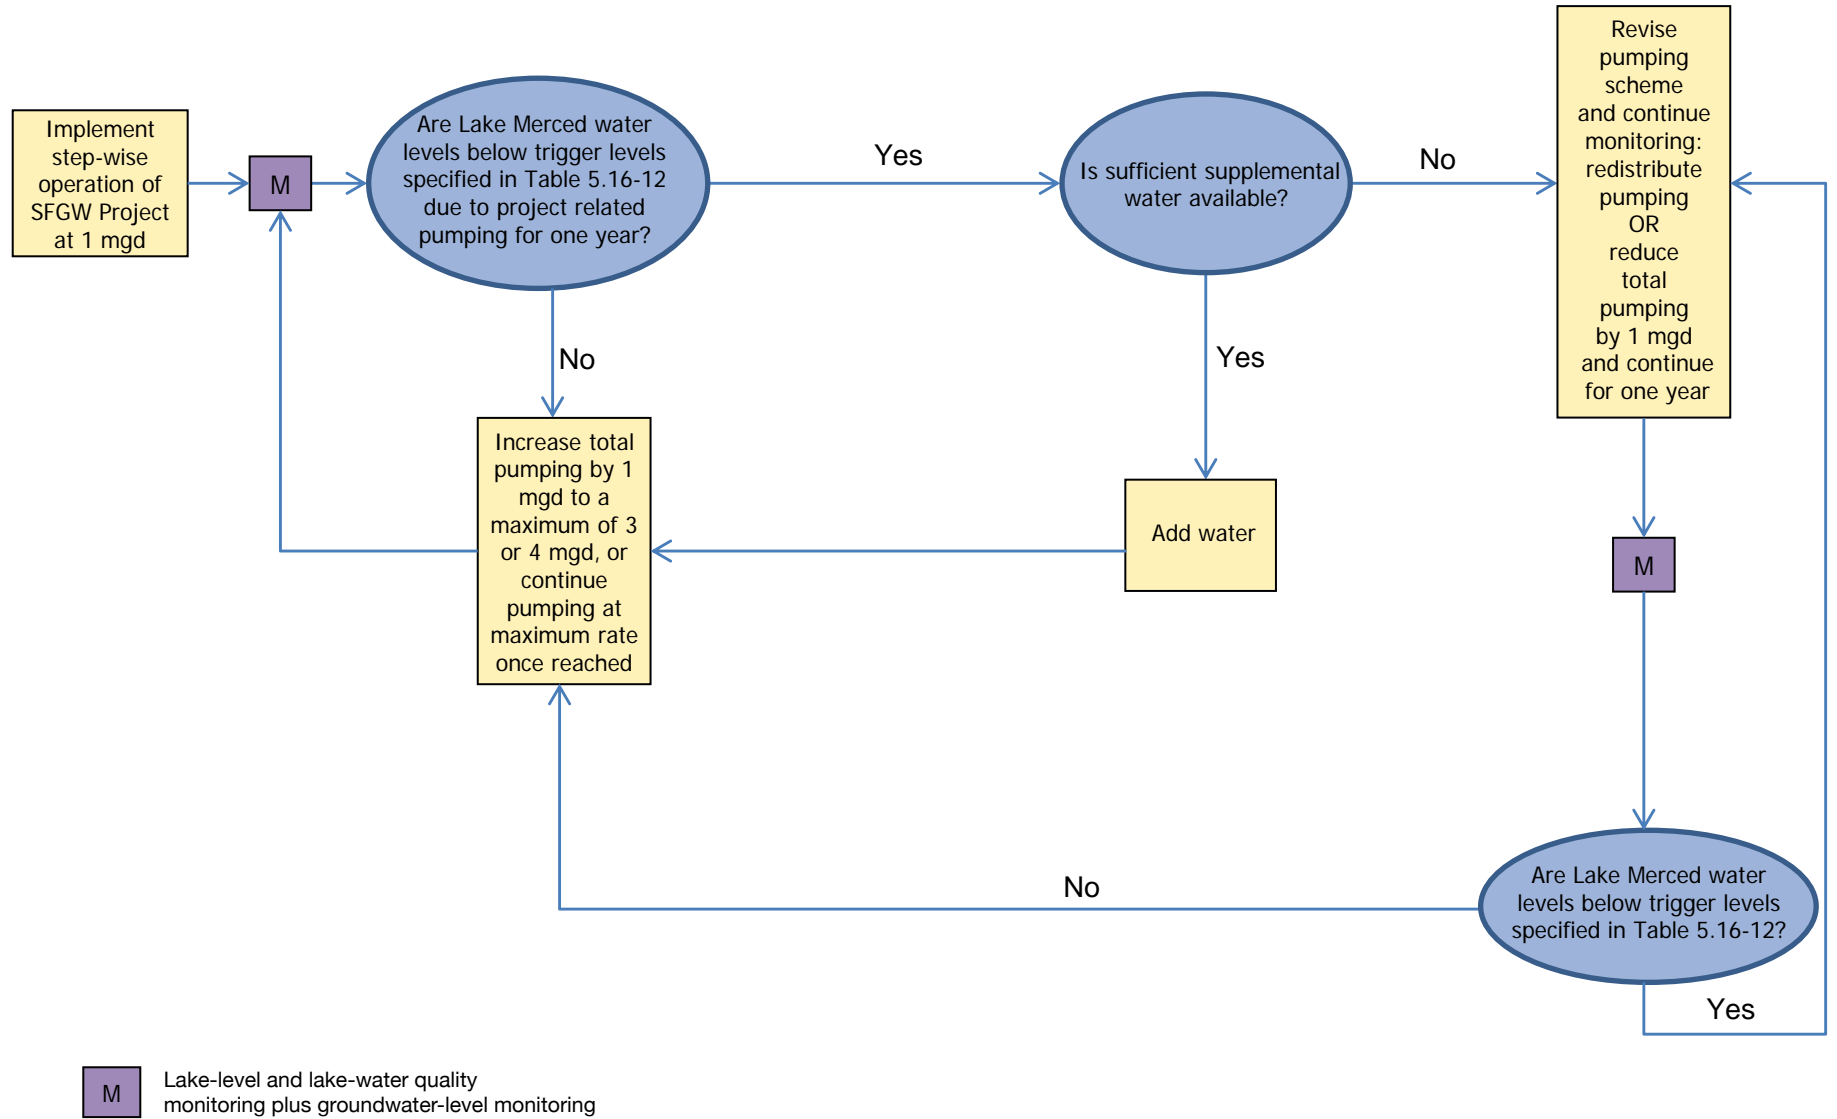 Implement
step-wise
operation of
SFGW Project
at 1 mgd
M
Are Lake Merced water
levels below trigger levels
specified in Table 5.16-12
due to project related
pumping for one year?
Yes
Is sufficient supplemental
water available?
No
Revise
pumping
scheme
and continue
monitoring:
redistribute
pumping
OR
reduce
total
pumping
by 1 mgd
and continue
for one year
No
Yes
Increase total
pumping by 1
mgd to a
maximum of 3
or 4 mgd, or
continue
pumping at
maximum rate
once reached
Add water
M
No
Are Lake Merced water
levels below trigger levels
specified in Table 5.16-12?
Yes
M
Lake-level and lake-water quality
monitoring plus groundwater-level monitoring